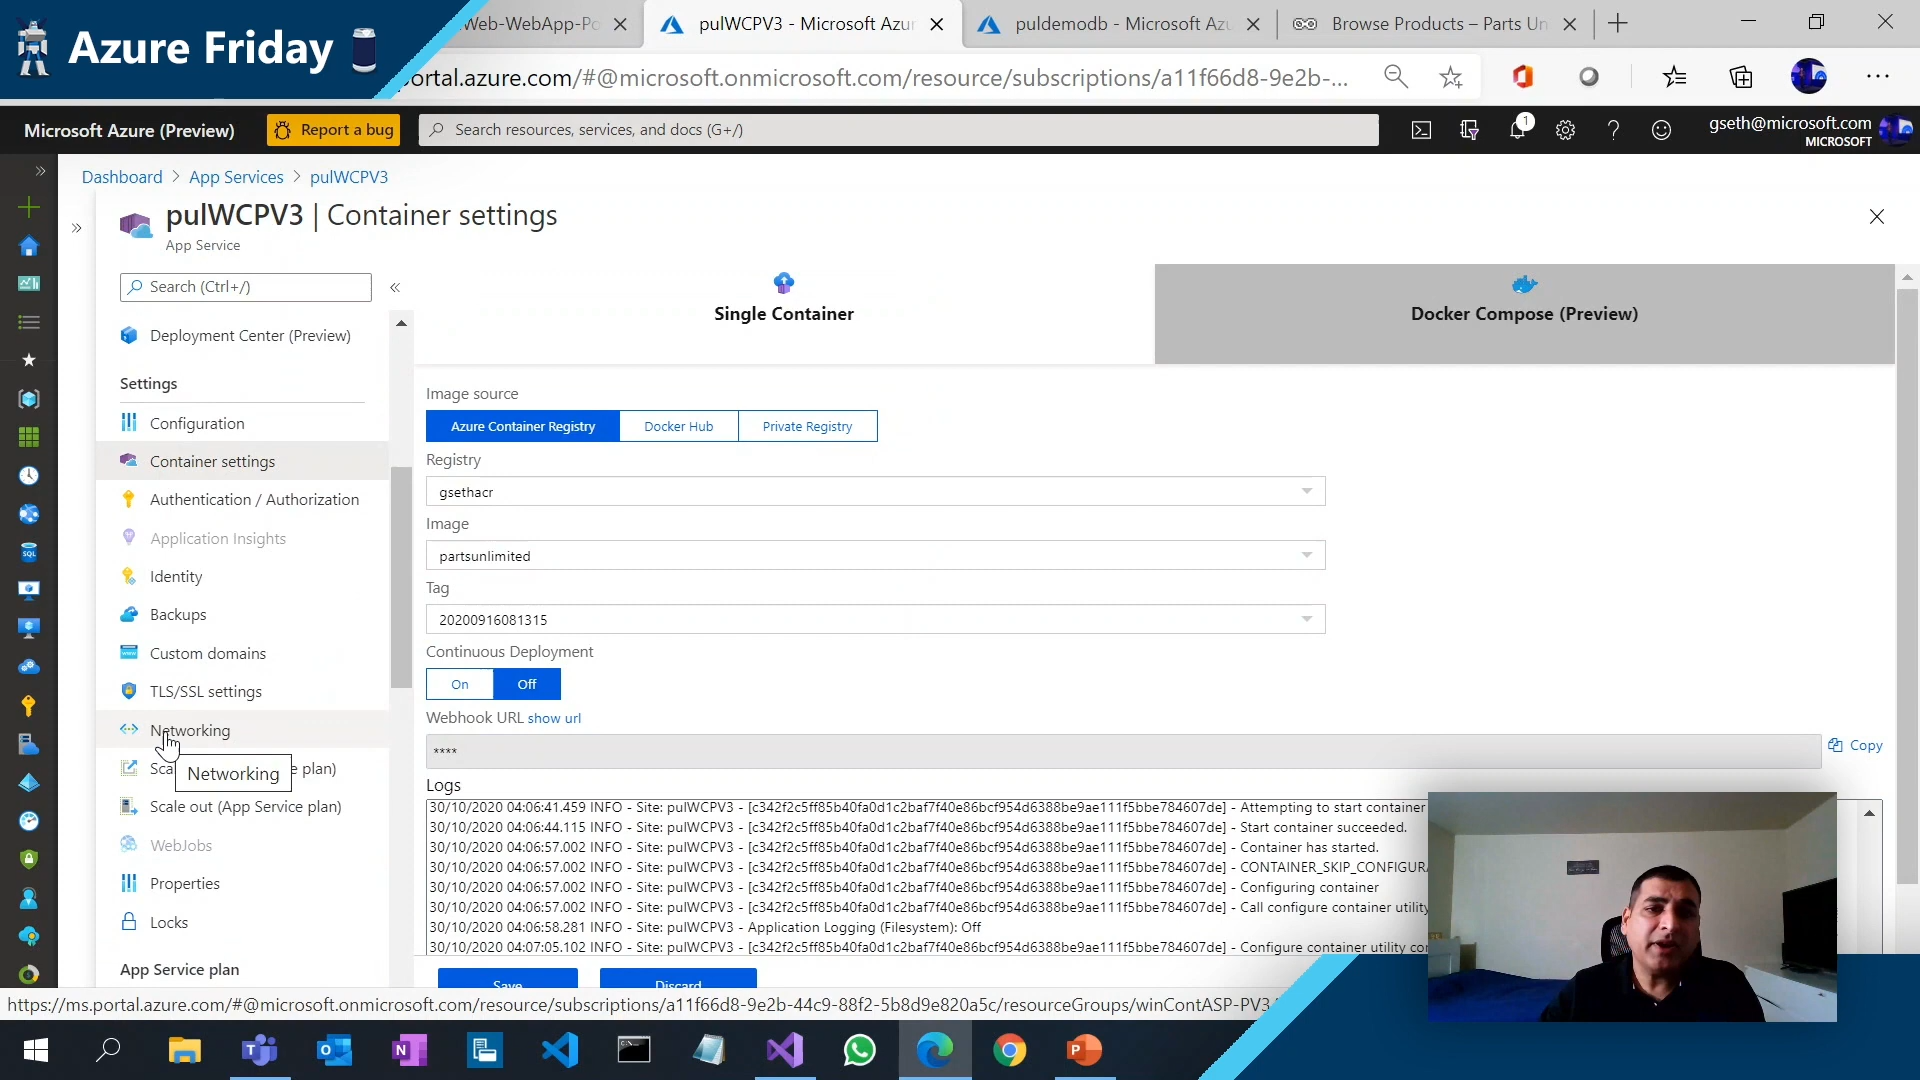 Azure Friday
Web-WebApp-Po
pulWCPV3 - Microsoft Azur
puldemodb - Microsoft Azu
Browse Products – Parts Un
ortal.azure.com/#@microsoft.onmicrosoft.com/resource/subscriptions/a11f66d8-9e2b-...
Microsoft Azure (Preview)
Report a bug
Search resources, services, and docs (G+/)
1
gseth@microsoft.com
MICROSOFT
Dashboard > App Services > pulWCPV3
pulWCPV3 | Container settings
App Service
Search (Ctrl+/)
Deployment Center (Preview)
Settings
Configuration
Container settings
Authentication / Authorization
Application Insights
Identity
Backups
Custom domains
TLS/SSL settings
Networking
Sca
e plan)
Networking
Scale out (App Service plan)
WebJobs
Properties
Locks
App Service plan
Single Container
Docker Compose (Preview)
Image source
Azure Container Registry
Docker Hub
Private Registry
Registry
gsethacr
Image
partsunlimited
Tag
20200916081315
Continuous Deployment
On
Off
Webhook URL show url
****
Copy
Logs
30/10/2020 04:06:41.459 INFO - Site: pulWCPV3 - [c342f2c5ff85b40fa0d1c2baf7f40e86bcf954d6388be9ae111f5bbe784607de] - Attempting to start container
30/10/2020 04:06:44.115 INFO - Site: pulWCPV3 - [c342f2c5ff85b40fa0d1c2baf7f40e86bcf954d6388be9ae111f5bbe784607de] - Start container succeeded.
30/10/2020 04:06:57.002 INFO - Site: pulWCPV3 - [c342f2c5ff85b40fa0d1c2baf7f40e86bcf954d6388be9ae111f5bbe784607de] - Container has started.
30/10/2020 04:06:57.002 INFO - Site: pulWCPV3 - [c342f2c5ff85b40fa0d1c2baf7f40e86bcf954d6388be9ae111f5bbe784607de] - CONTAINER_SKIP_CONFIGURA
30/10/2020 04:06:57.002 INFO - Site: pulWCPV3 - [c342f2c5ff85b40fa0d1c2baf7f40e86bcf954d6388be9ae111f5bbe784607de] - Configuring container
30/10/2020 04:06:57.002 INFO - Site: pulWCPV3 - [c342f2c5ff85b40fa0d1c2baf7f40e86bcf954d6388be9ae111f5bbe784607de] - Call configure container utility
30/10/2020 04:06:58.281 INFO - Site: pulWCPV3 - Application Logging (Filesystem): Off
30/10/2020 04:07:05.102 INFO - Site: pulWCPV3 - [c342f2c5ff85b40fa0d1c2baf7f40e86bcf954d6388be9ae111f5bbe784607de] - Configure container utility co
Save
Discard
https://ms.portal.azure.com/#@microsoft.onmicrosoft.com/resource/subscriptions/a11f66d8-9e2b-44c9-88f2-5b8d9e820a5c/resourceGroups/winContASP-PV3